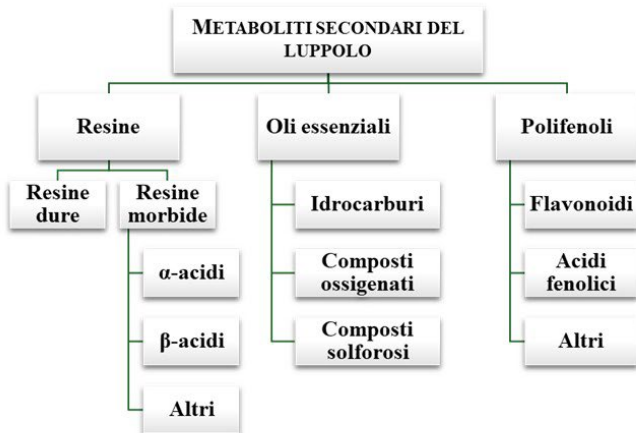 METABOLITI SECONDARI DEL
LUPPOLO
Resine
Oli essenziali
Polifenoli
Resine
dure
Resine
morbide
Idrocarburi
Flavonoidi
α-acidi
Composti
ossigenati
Acidi
fenolici
β-acidi
Composti
solforosi
Altri
Altri